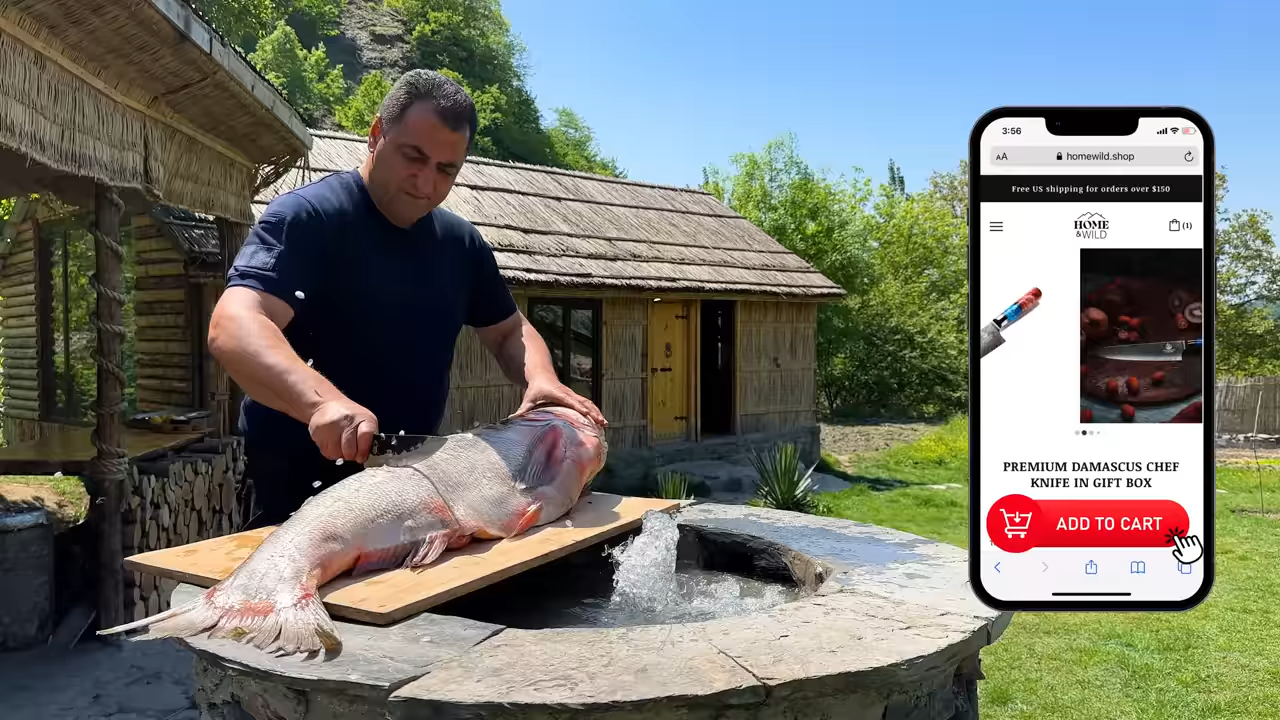 3:56
AA
homewild.shop
Free US shipping for orders over $150
HOME
&WILD
(1)
PREMIUM DAMASCUS CHEF
KNIFE IN GIFT BOX
ADD TO CART